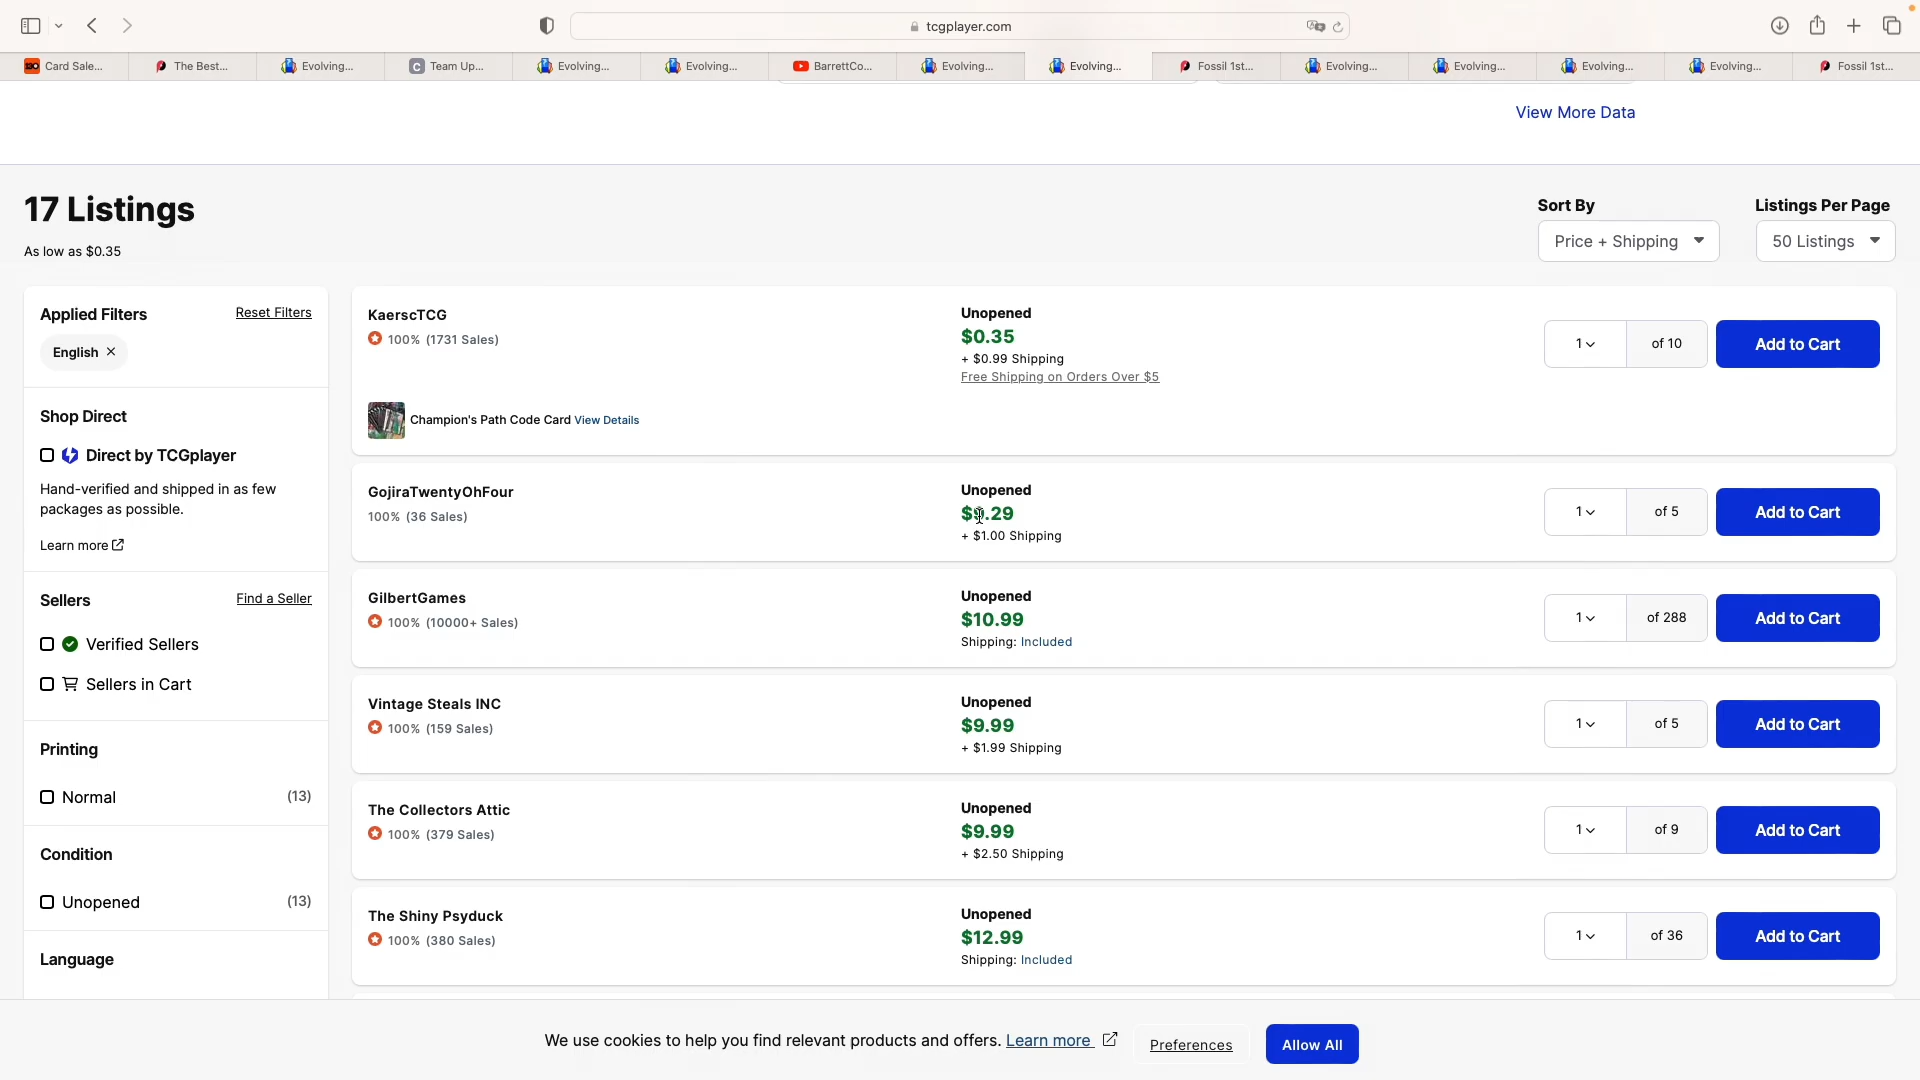 tcgplayer.com
Card Sale...
The Best...
Evolving...
C Team Up...
Evolving...
Evolving...
BarrettCo...
Evolving...
Evolving...
Fossil 1st...
Evolving...
Evolving...
Evolving...
Evolving...
Fossil 1st...
View More Data
17 Listings
As low as $0.35
Sort By
Price + Shipping
Listings Per Page
50 Listings
Applied Filters Reset Filters
English ×
Shop Direct
Direct by TCGplayer
Hand-verified and shipped in as few
packages as possible.
Learn more
Sellers Find a Seller
Verified Sellers
Sellers in Cart
Printing
Normal (13)
Condition
Unopened (13)
Language
KaerscTCG
100% (1731 Sales)
Unopened
$0.35
+ $0.99 Shipping
Free Shipping on Orders Over $5
1 of 10 Add to Cart
Champion's Path Code Card View Details
GojiraTwentyOhFour
100% (36 Sales)
Unopened
+ $1.00 Shipping
1 of 5 Add to Cart
GilbertGames
100% (10000+ Sales)
Unopened
$10.99
Shipping: Included
1 of 288 Add to Cart
Vintage Steals INC
100% (159 Sales)
Unopened
$9.99
+ $1.99 Shipping
1 of 5 Add to Cart
The Collectors Attic
100% (379 Sales)
Unopened
$9.99
+ $2.50 Shipping
1 of 9 Add to Cart
The Shiny Psyduck
100% (380 Sales)
Unopened
$12.99
Shipping: Included
1 of 36 Add to Cart
We use cookies to help you find relevant products and offers. Learn more
Preferences
Allow All